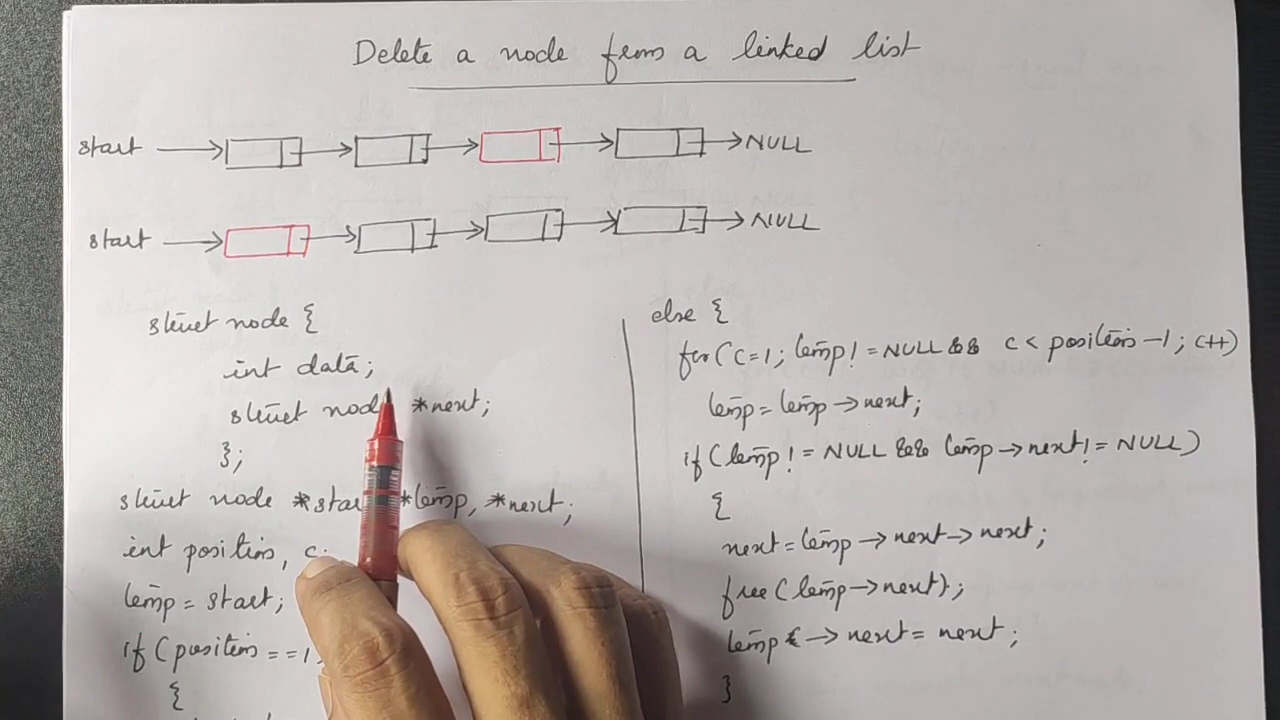 Delete a node from a linked list
start NULL
start NULL
struct node {
int data;
struct node *next;
};
struct node *start, *temp, *next;
int position, c;
temp = start;
if (position == 1)
{
else {
for (c=1; temp != NULL && c < position -1; c++)
temp = temp -> next;
if (temp != NULL && temp -> next != NULL)
{
next = temp -> next -> next;
free (temp -> next);
temp -> next = next;
}